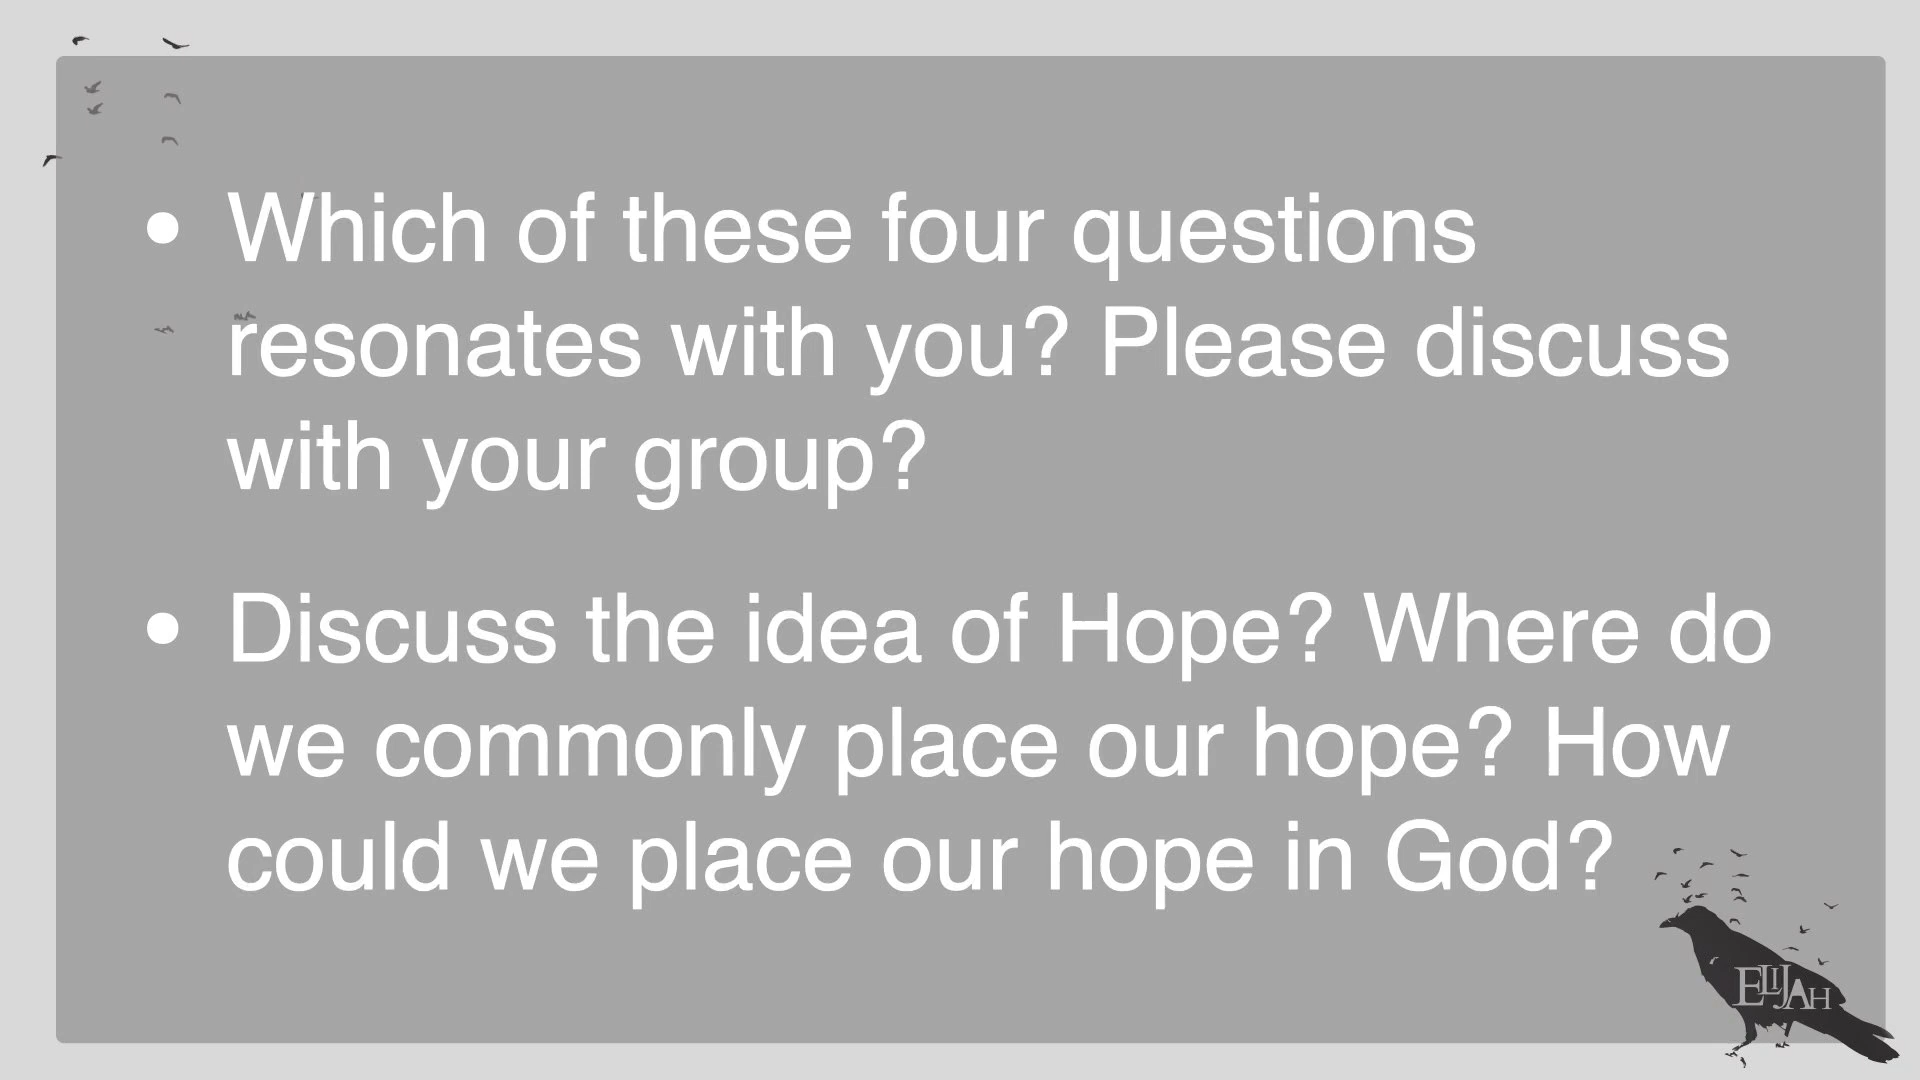 • Which of these four questions
resonates with you? Please discuss
with your group?
• Discuss the idea of Hope? Where do
we commonly place our hope? How
could we place our hope in God?
ELIJAH